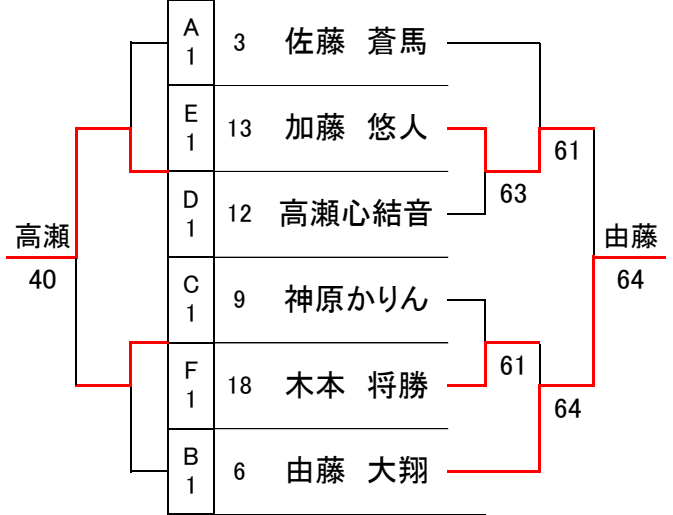 A 1 3 佐藤 蒼馬
E 1 13 加藤 悠人 61
D 1 12 高瀬心結音 63
高瀬 由藤
40 64
C 1 9 神原かりん
F 1 18 木本 将勝 61
64
B 1 6 由藤 大翔